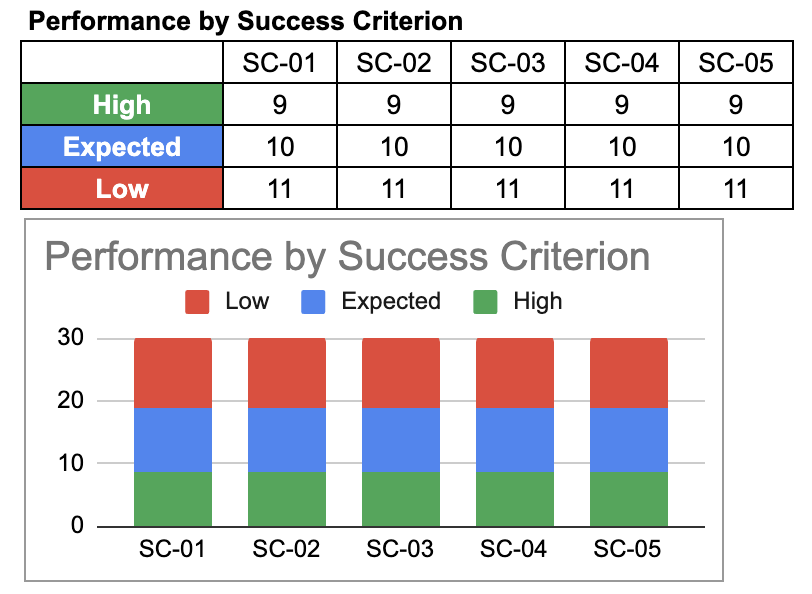 Performance by Success Criterion
SC-01 SC-02 SC-03 SC-04 SC-05
High 9 9 9 9 9
Expected 10 10 10 10 10
Low 11 11 11 11 11
Performance by Success Criterion
Low Expected High
30
20
10
0
SC-01 SC-02 SC-03 SC-04 SC-05